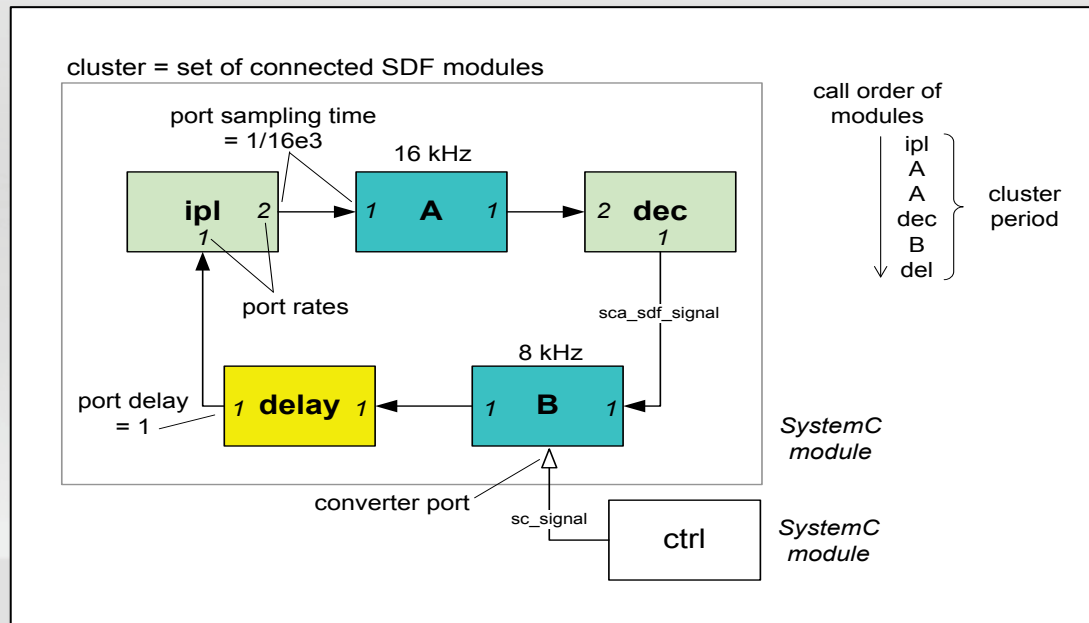 cluster = set of connected SDF modules
port sampling time
= 1/16e3
16 kHz
ipl
2
1
1
A
1
2
dec
1
port rates
sca_sdf_signal
8 kHz
port delay
= 1
1
delay
1
1
B
1
converter port
sc_signal
ctrl
SystemC
module
SystemC
module
call order of
modules
ipl
A
A
dec
B
del
cluster
period